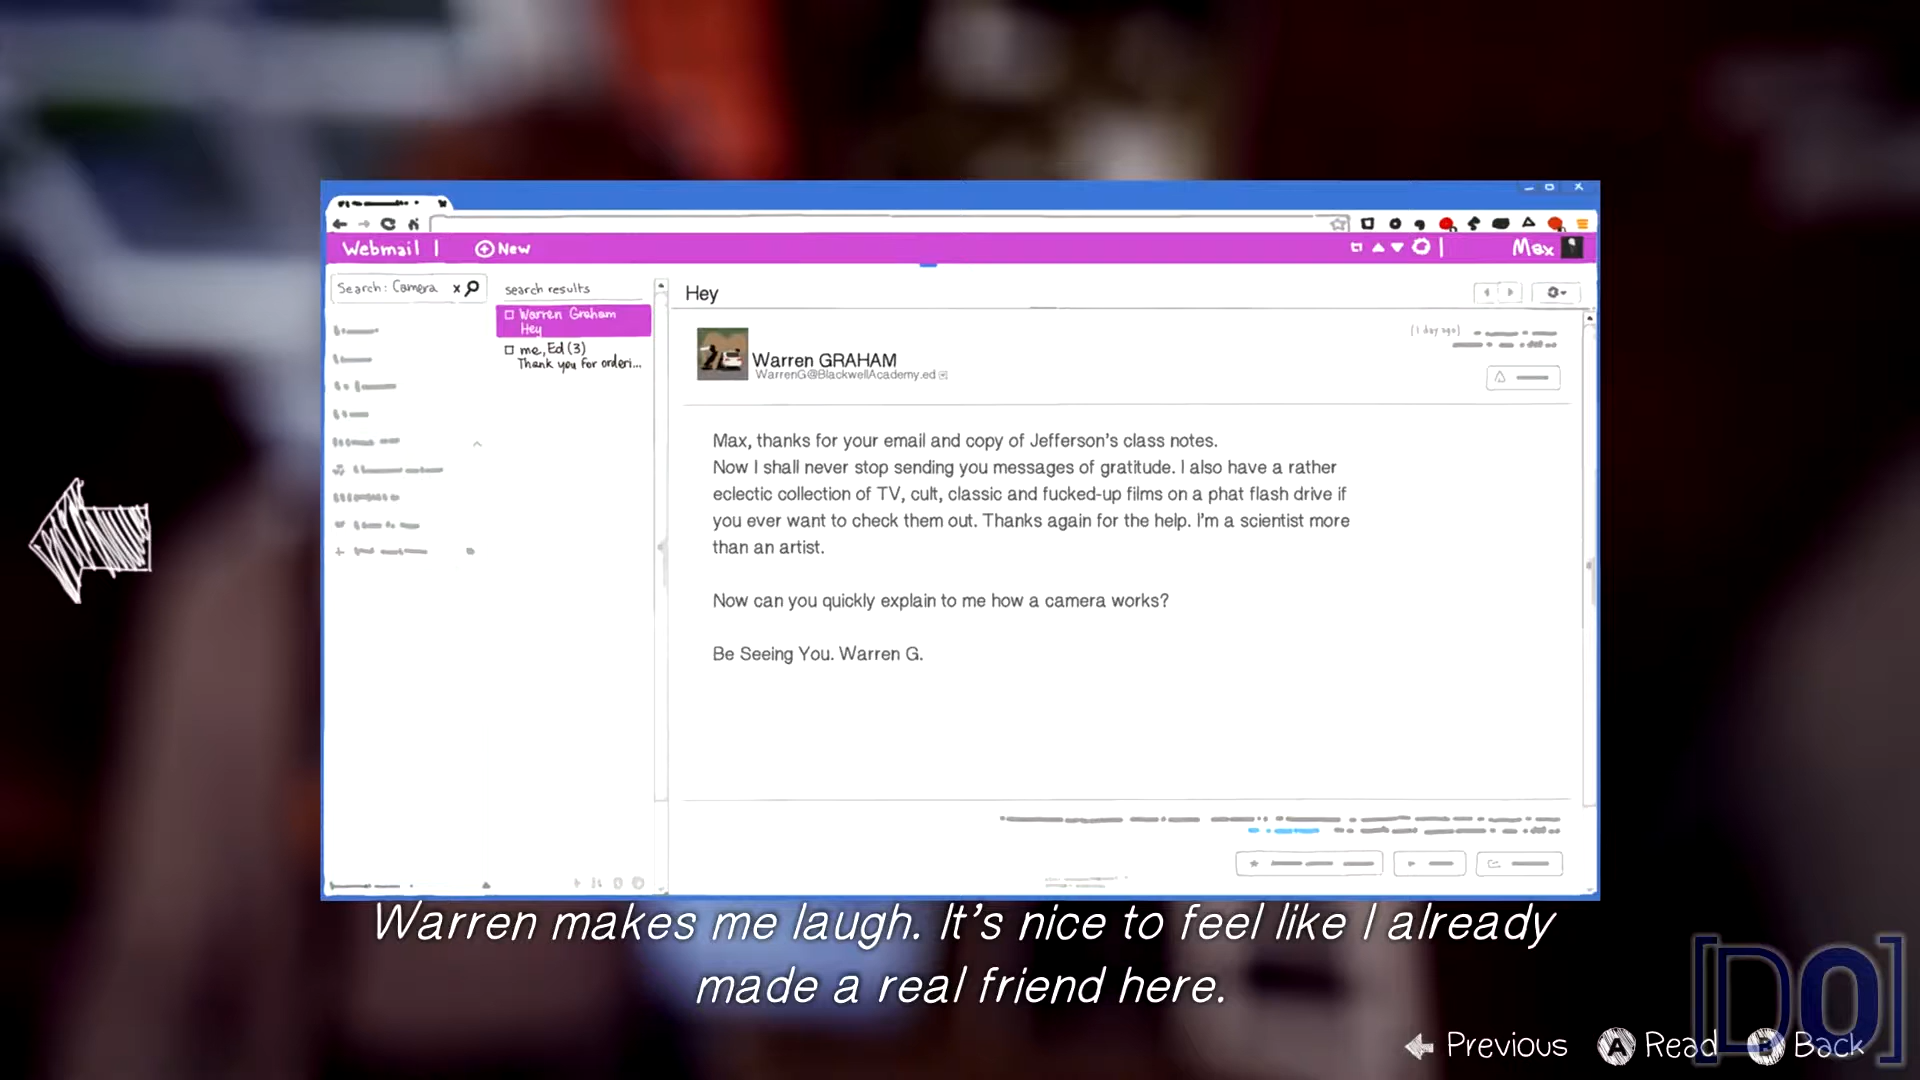 Webmail |
New
Max
Search: Camera x
search results
Warren Graham
Hey
me, Ed (3)
Thank you for orderi...
Hey
(1 day ago)
Warren GRAHAM
WarrenG@BlackwellAcademy.ed
Max, thanks for your email and copy of Jefferson's class notes.
Now I shall never stop sending you messages of gratitude. I also have a rather
eclectic collection of TV, cult, classic and fucked-up films on a phat flash drive if
you ever want to check them out. Thanks again for the help. I'm a scientist more
than an artist.
Now can you quickly explain to me how a camera works?
Be Seeing You. Warren G.
Warren makes me laugh. It's nice to feel like I already
made a real friend here.
Previous
A Read
Back
[DO]